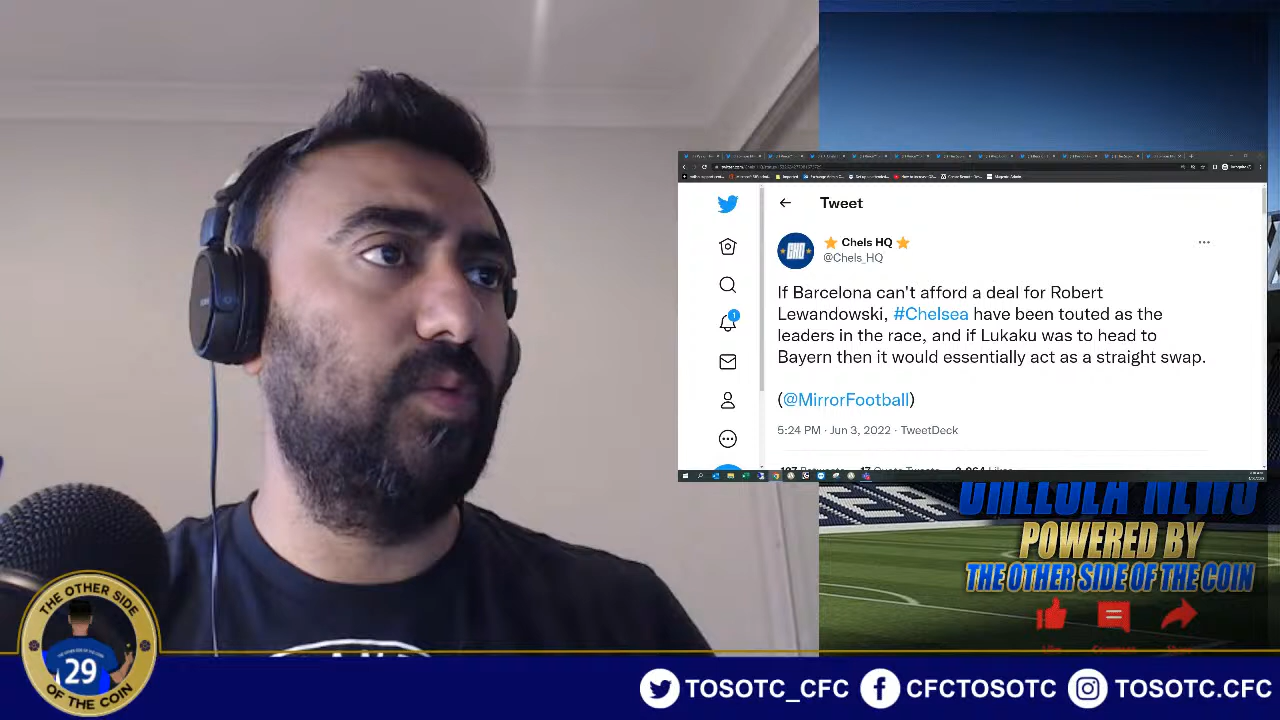 Tweet
Chels HQ
@Chels_HQ
If Barcelona can't afford a deal for Robert
Lewandowski, #Chelsea have been touted as the
leaders in the race, and if Lukaku was to head to
Bayern then it would essentially act as a straight swap.
(@MirrorFootball)
5:24 PM · Jun 3, 2022 · TweetDeck
1
CHELSEA NEWS
POWERED BY
THE OTHER SIDE OF THE COIN
THE OTHER SIDE
29
OF THE COIN
TOSOTC_CFC
CFCTOSOTC
TOSOTC.CFC